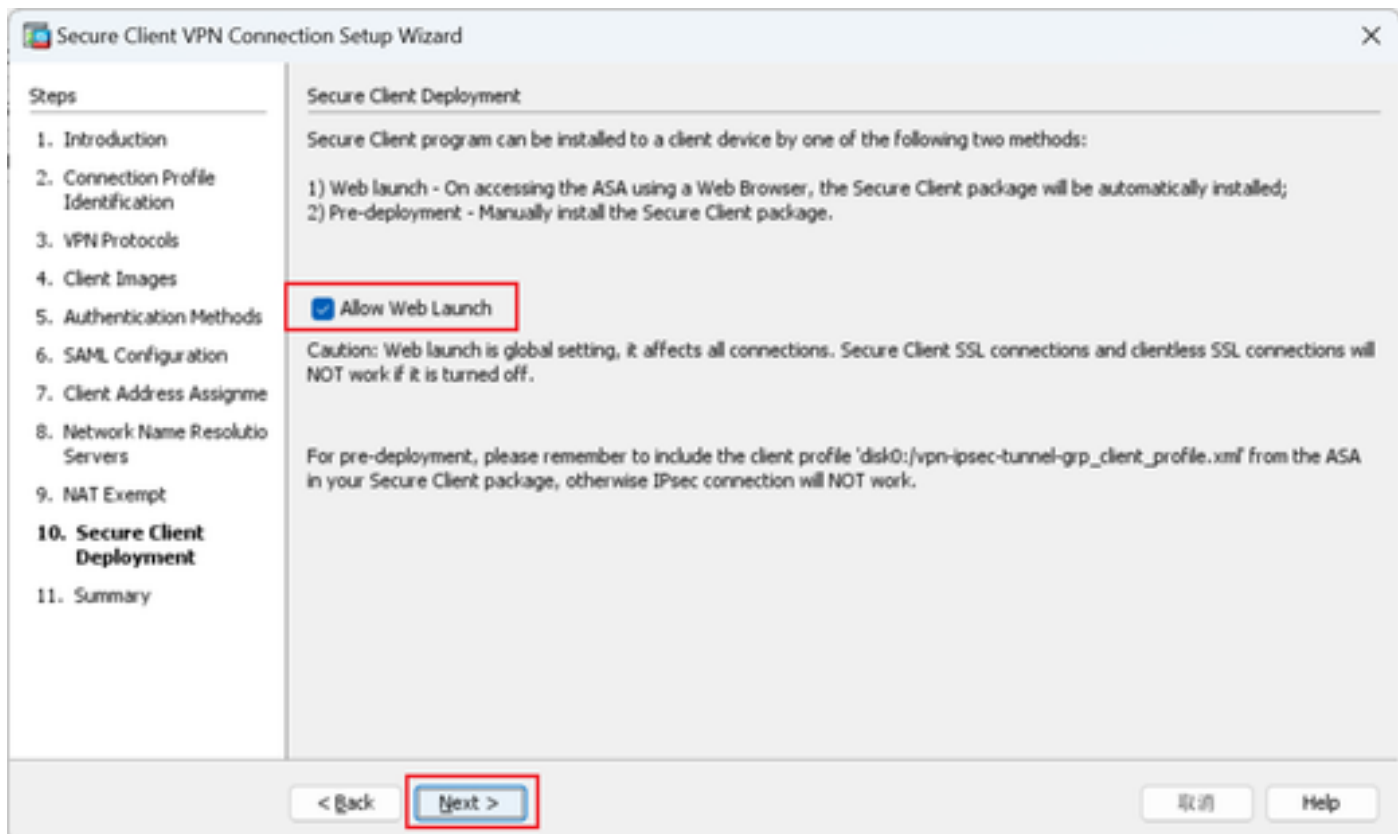 Secure Client VPN Connection Setup Wizard
Steps
1. Introduction
2. Connection Profile
Identification
3. VPN Protocols
4. Client Images
5. Authentication Methods
6. SAML Configuration
7. Client Address Assignme
8. Network Name Resolutio
Servers
9. NAT Exempt
10. Secure Client
Deployment
11. Summary
Secure Client Deployment
Secure Client program can be installed to a client device by one of the following two methods:
1) Web launch - On accessing the ASA using a Web Browser, the Secure Client package will be automatically installed;
2) Pre-deployment - Manually install the Secure Client package.
Allow Web Launch
Caution: Web launch is global setting, it affects all connections. Secure Client SSL connections and clientless SSL connections will
NOT work if it is turned off.
For pre-deployment, please remember to include the client profile 'disk0:/vpn-ipsec-tunnel-grp_client_profile.xml' from the ASA
in your Secure Client package, otherwise IPsec connection will NOT work.
< Back
Next >
取消
Help